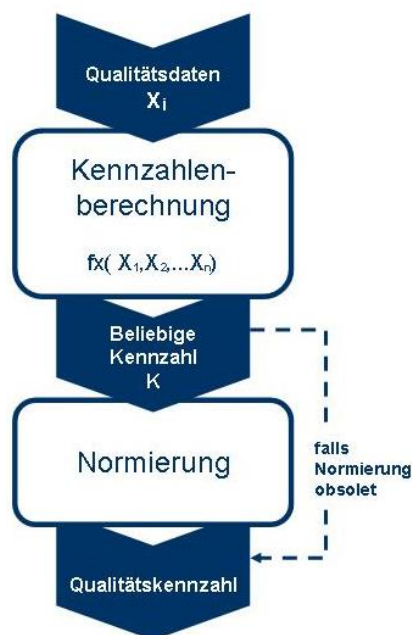 Qualitätsdaten
Xi
Kennzahlen-
berechnung
fx( X1,X2,...Xn)
Beliebige
Kennzahl
K
falls
Normierung
obsolet
Normierung
Qualitätskennzahl